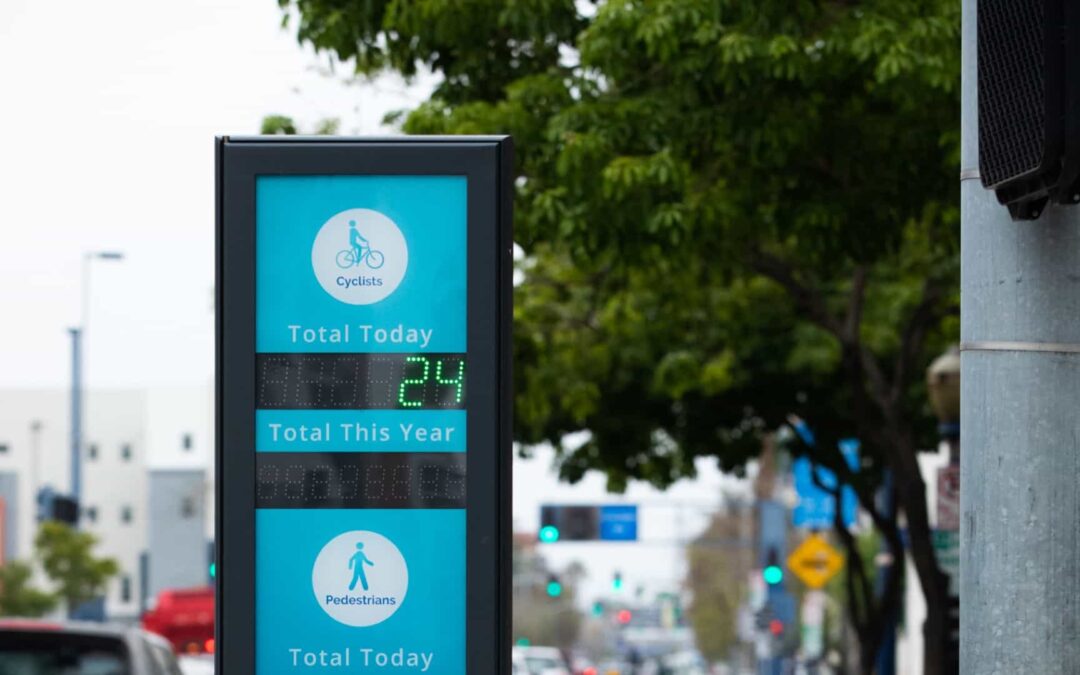 Cyclists
Total Today
24
Total This Year
Pedestrians
Total Today